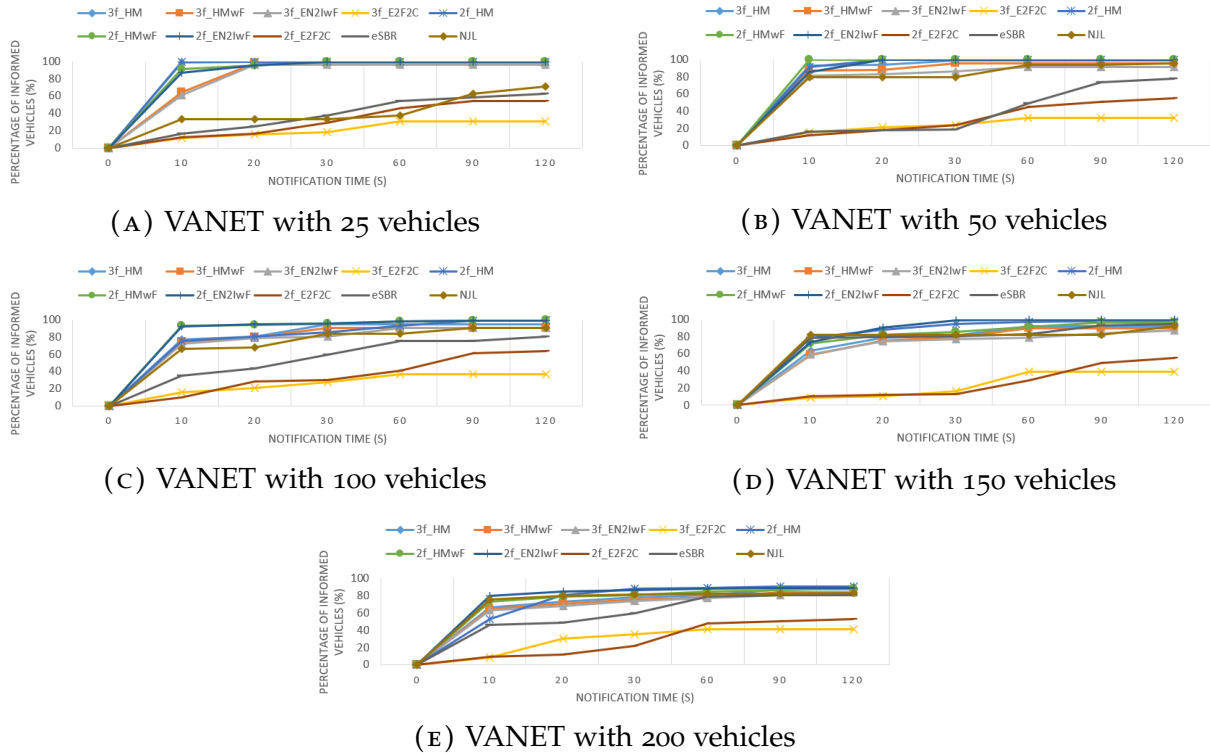 3f_HM 3f_HMwF 3f_EN2IwF 3f_E2F2C 2f_HM
2f_HMwF 2f_EN2IwF 2f_E2F2C eSBR NJL
PERCENTAGE OF INFORMED
VEHICLES (%)
100
80
60
40
20
0
0 10 20 30 60 90 120
NOTIFICATION TIME (S)
(A) VANET with 25 vehicles
3f_HM 3f_HMwF 3f_EN2IwF 3f_E2F2C 2f_HM
2f_HMwF 2f_EN2IwF 2f_E2F2C eSBR NJL
PERCENTAGE OF INFORMED
VEHICLES (%)
100
80
60
40
20
0
0 10 20 30 60 90 120
NOTIFICATION TIME (S)
(B) VANET with 50 vehicles
3f_HM 3f_HMwF 3f_EN2IwF 3f_E2F2C 2f_HM
2f_HMwF 2f_EN2IwF 2f_E2F2C eSBR NJL
PERCENTAGE OF INFORMED
VEHICLES (%)
100
80
60
40
20
0
0 10 20 30 60 90 120
NOTIFICATION TIME (S)
(C) VANET with 100 vehicles
3f_HM 3f_HMwF 3f_EN2IwF 3f_E2F2C 2f_HM
2f_HMwF 2f_EN2IwF 2f_E2F2C eSBR NJL
PERCENTAGE OF INFORMED
VEHICLES (%)
100
80
60
40
20
0
0 10 20 30 60 90 120
NOTIFICATION TIME (S)
(D) VANET with 150 vehicles
3f_HM 3f_HMwF 3f_EN2IwF 3f_E2F2C 2f_HM
2f_HMwF 2f_EN2IwF 2f_E2F2C eSBR NJL
PERCENTAGE OF INFORMED
VEHICLES (%)
100
80
60
40
20
0
0 10 20 30 60 90 120
NOTIFICATION TIME (S)
(E) VANET with 200 vehicles